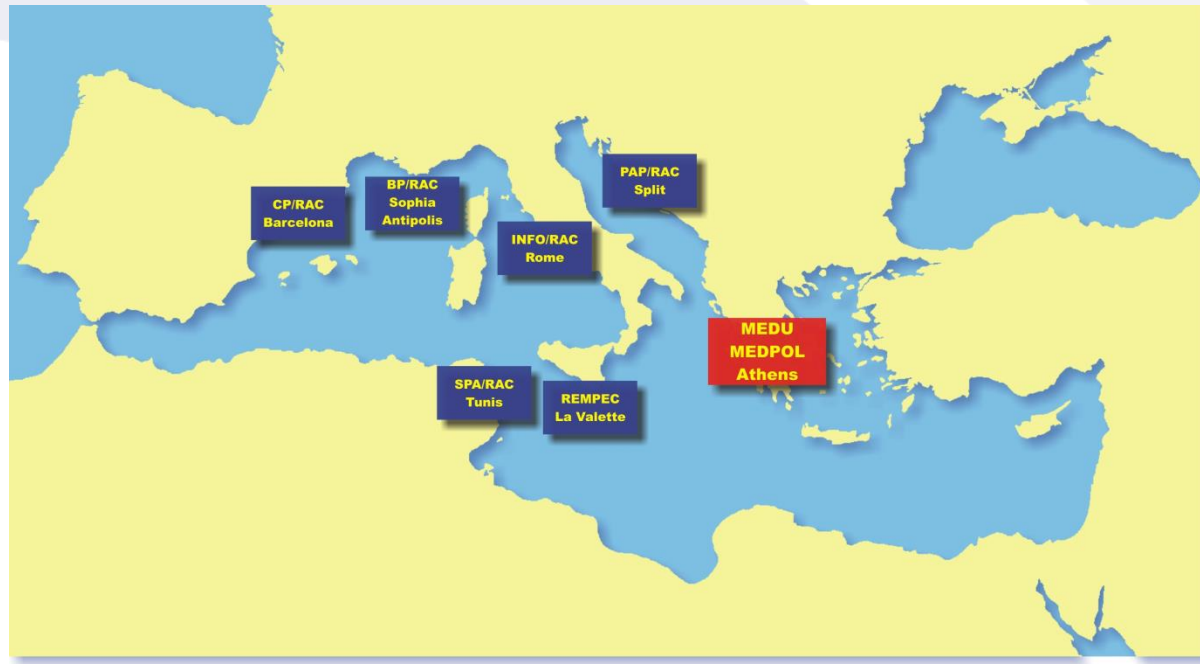 PAP/RAC
Split
BP/RAC
Sophia
Antipolis
CP/RAC
Barcelona
INFO/RAC
Rome
MEDU
MEDPOL
Athens
SPA/RAC
Tunis
REMPEC
La Valette